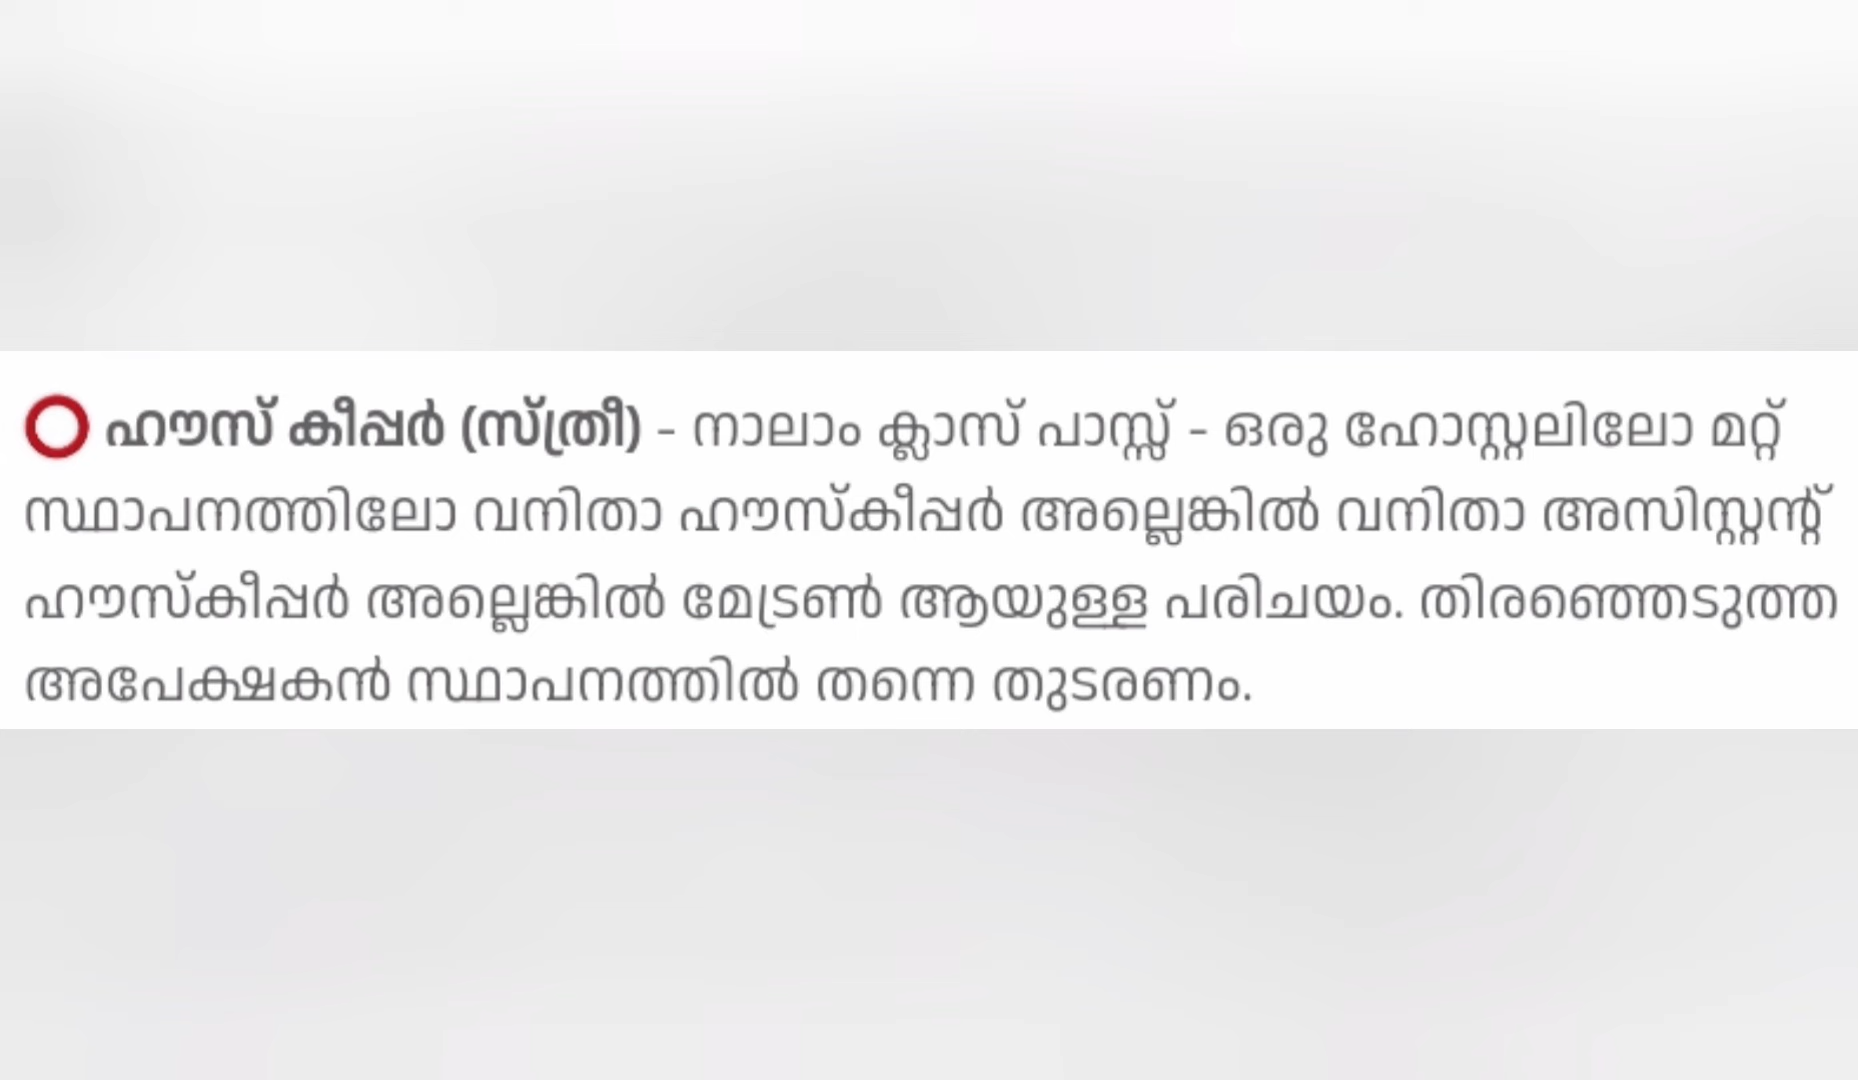 ഹൗസ് കീപ്പർ (സ്ത്രീ) - നാലാം ക്ലാസ് പാസ്സ് - ഒരു ഹോസ്റ്റലിലോ മറ്റ്
സ്ഥാപനത്തിലോ വനിതാ ഹൗസ്കീപ്പർ അല്ലെങ്കിൽ വനിതാ അസിസ്റ്റന്റ്
ഹൗസ്കീപ്പർ അല്ലെങ്കിൽ മേട്രൺ ആയുള്ള പരിചയം. തിരഞ്ഞെടുത്ത
അപേക്ഷകൻ സ്ഥാപനത്തിൽ തന്നെ തുടരണം.